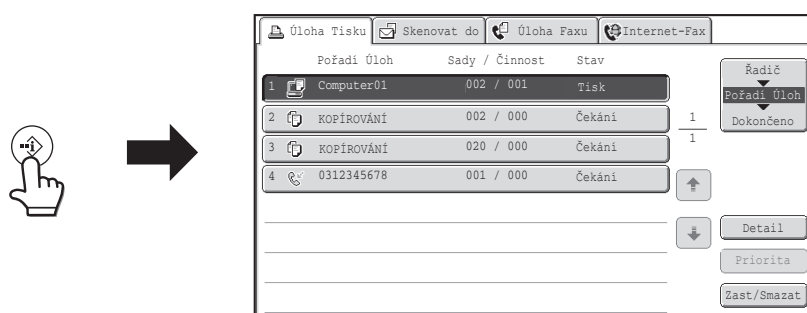 Úloha Tisku Skenovat do Úloha Faxu Internet-Fax
Pořadí Úloh Sady / Činnost Stav
1 Computer01 002 / 001 Tisk
2 KOPÍROVÁNÍ 002 / 000 Čekání
3 KOPÍROVÁNÍ 020 / 000 Čekání
4 0312345678 001 / 000 Čekání
1
1
Řadič
Pořadí Úloh
Dokončeno
Detail
Priorita
Zast/Smazat